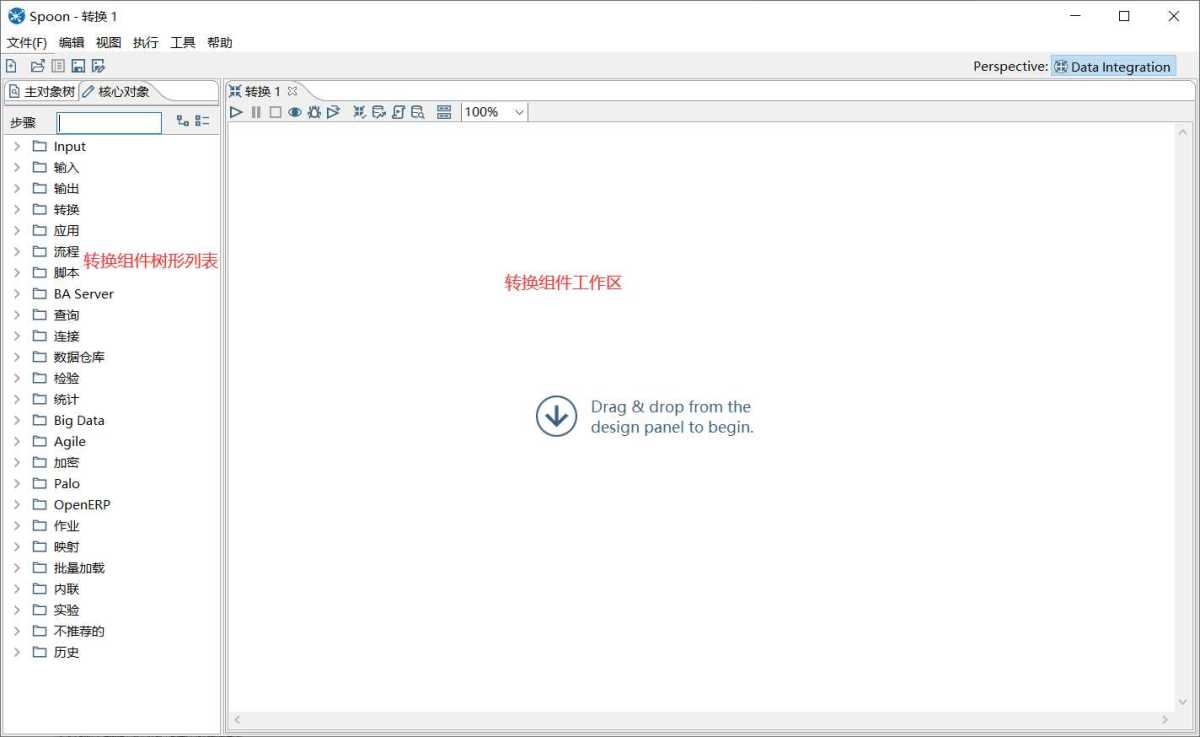 Spoon - 转换 1
文件(F) 编辑 视图 执行 工具 帮助
Perspective: Data Integration
主对象树 核心对象
转换 1
步骤
100%
Input
输入
输出
转换
应用
流程
脚本
BA Server
查询
连接
数据仓库
检验
统计
Big Data
Agile
加密
Palo
OpenERP
作业
映射
批量加载
内联
实验
不推荐的
历史
转换组件树形列表
转换组件工作区
Drag & drop from the
design panel to begin.